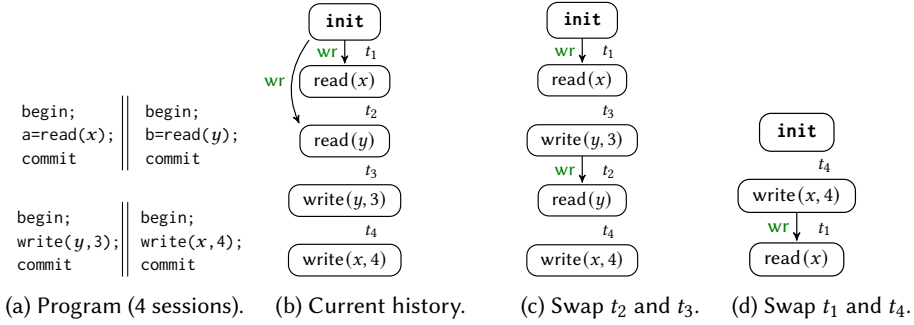 begin;
a=read(x);
commit
begin;
b=read(y);
commit
begin;
write(y,3);
commit
begin;
write(x,4);
commit
(a) Program (4 sessions).
init
wr
t1
read(x)
wr
t2
read(y)
t3
write(y, 3)
t4
write(x, 4)
(b) Current history.
init
wr
t1
read(x)
t3
write(y, 3)
wr
t2
read(y)
t4
write(x, 4)
(c) Swap t2 and t3.
init
t4
write(x, 4)
wr
t1
read(x)
(d) Swap t1 and t4.